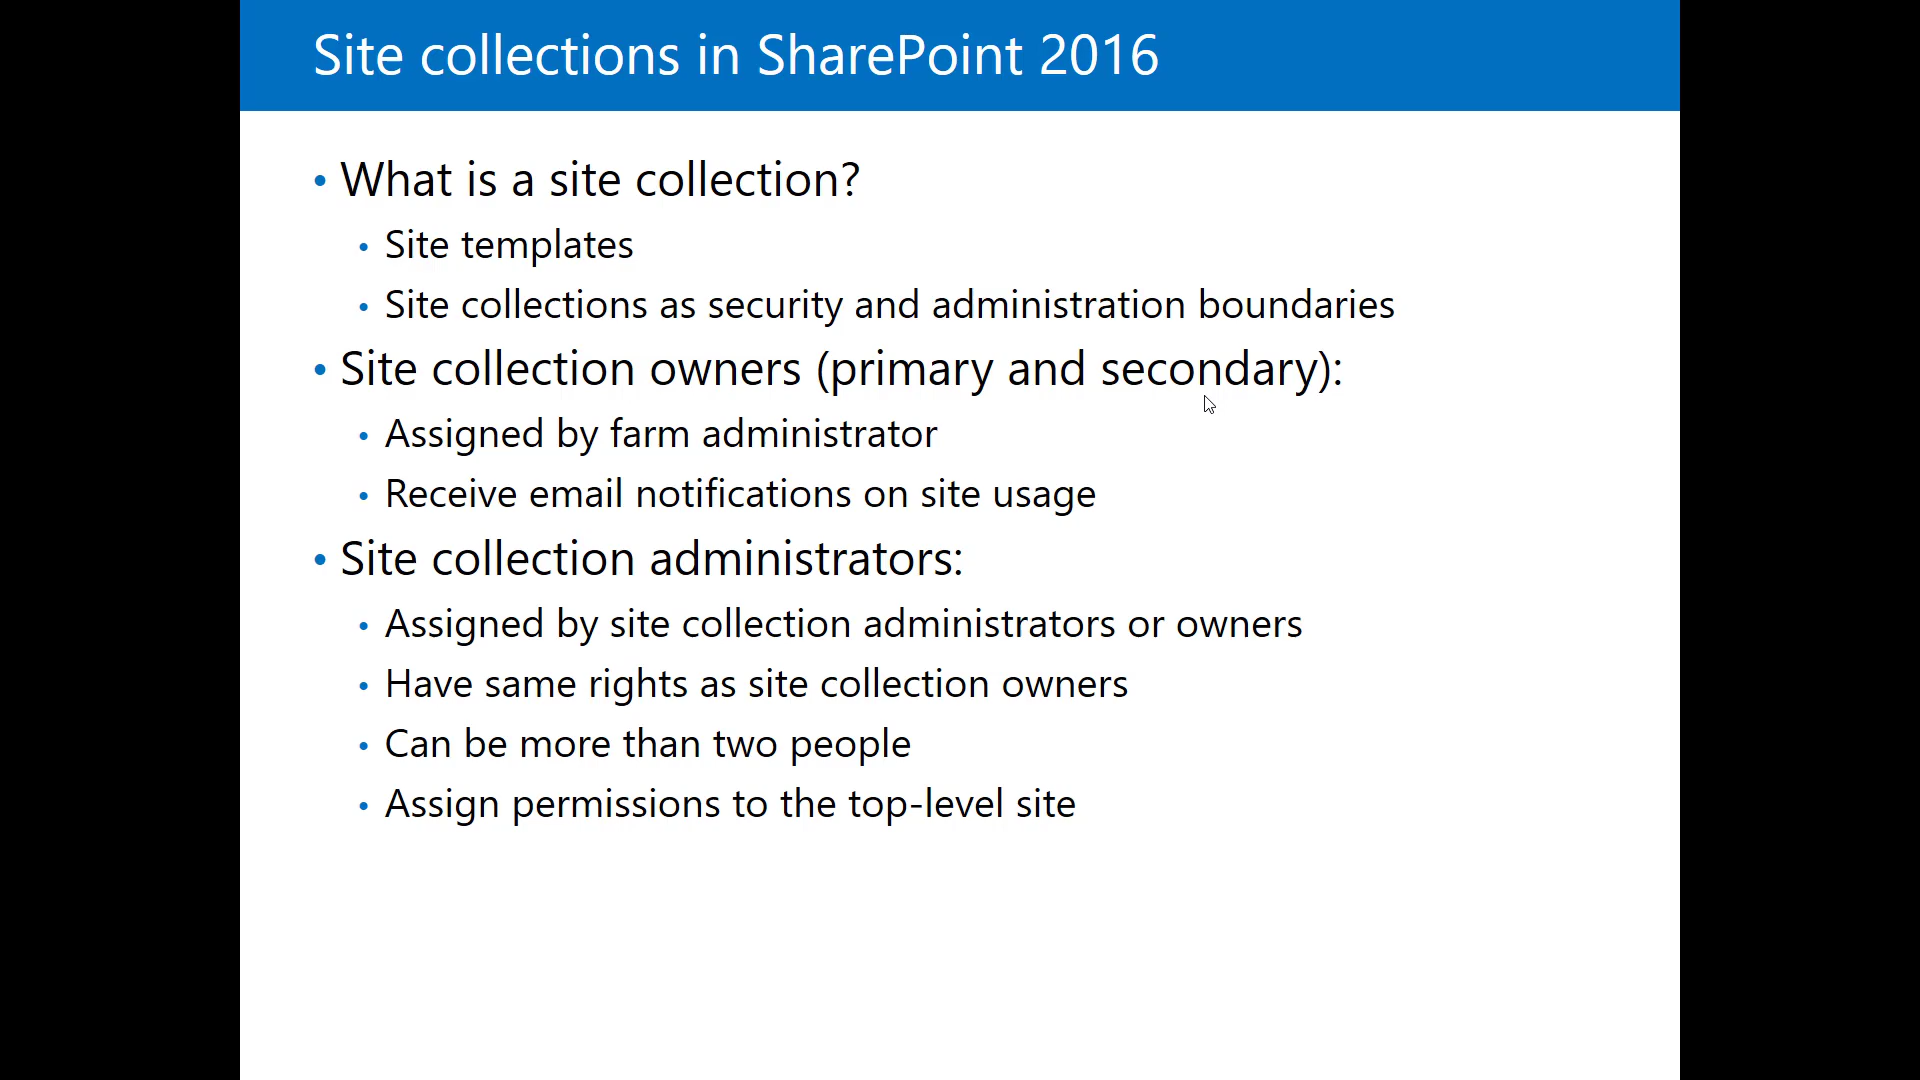 Site collections in SharePoint 2016
• What is a site collection?
• Site templates
• Site collections as security and administration boundaries
• Site collection owners (primary and secondary):
• Assigned by farm administrator
• Receive email notifications on site usage
• Site collection administrators:
• Assigned by site collection administrators or owners
• Have same rights as site collection owners
• Can be more than two people
• Assign permissions to the top-level site